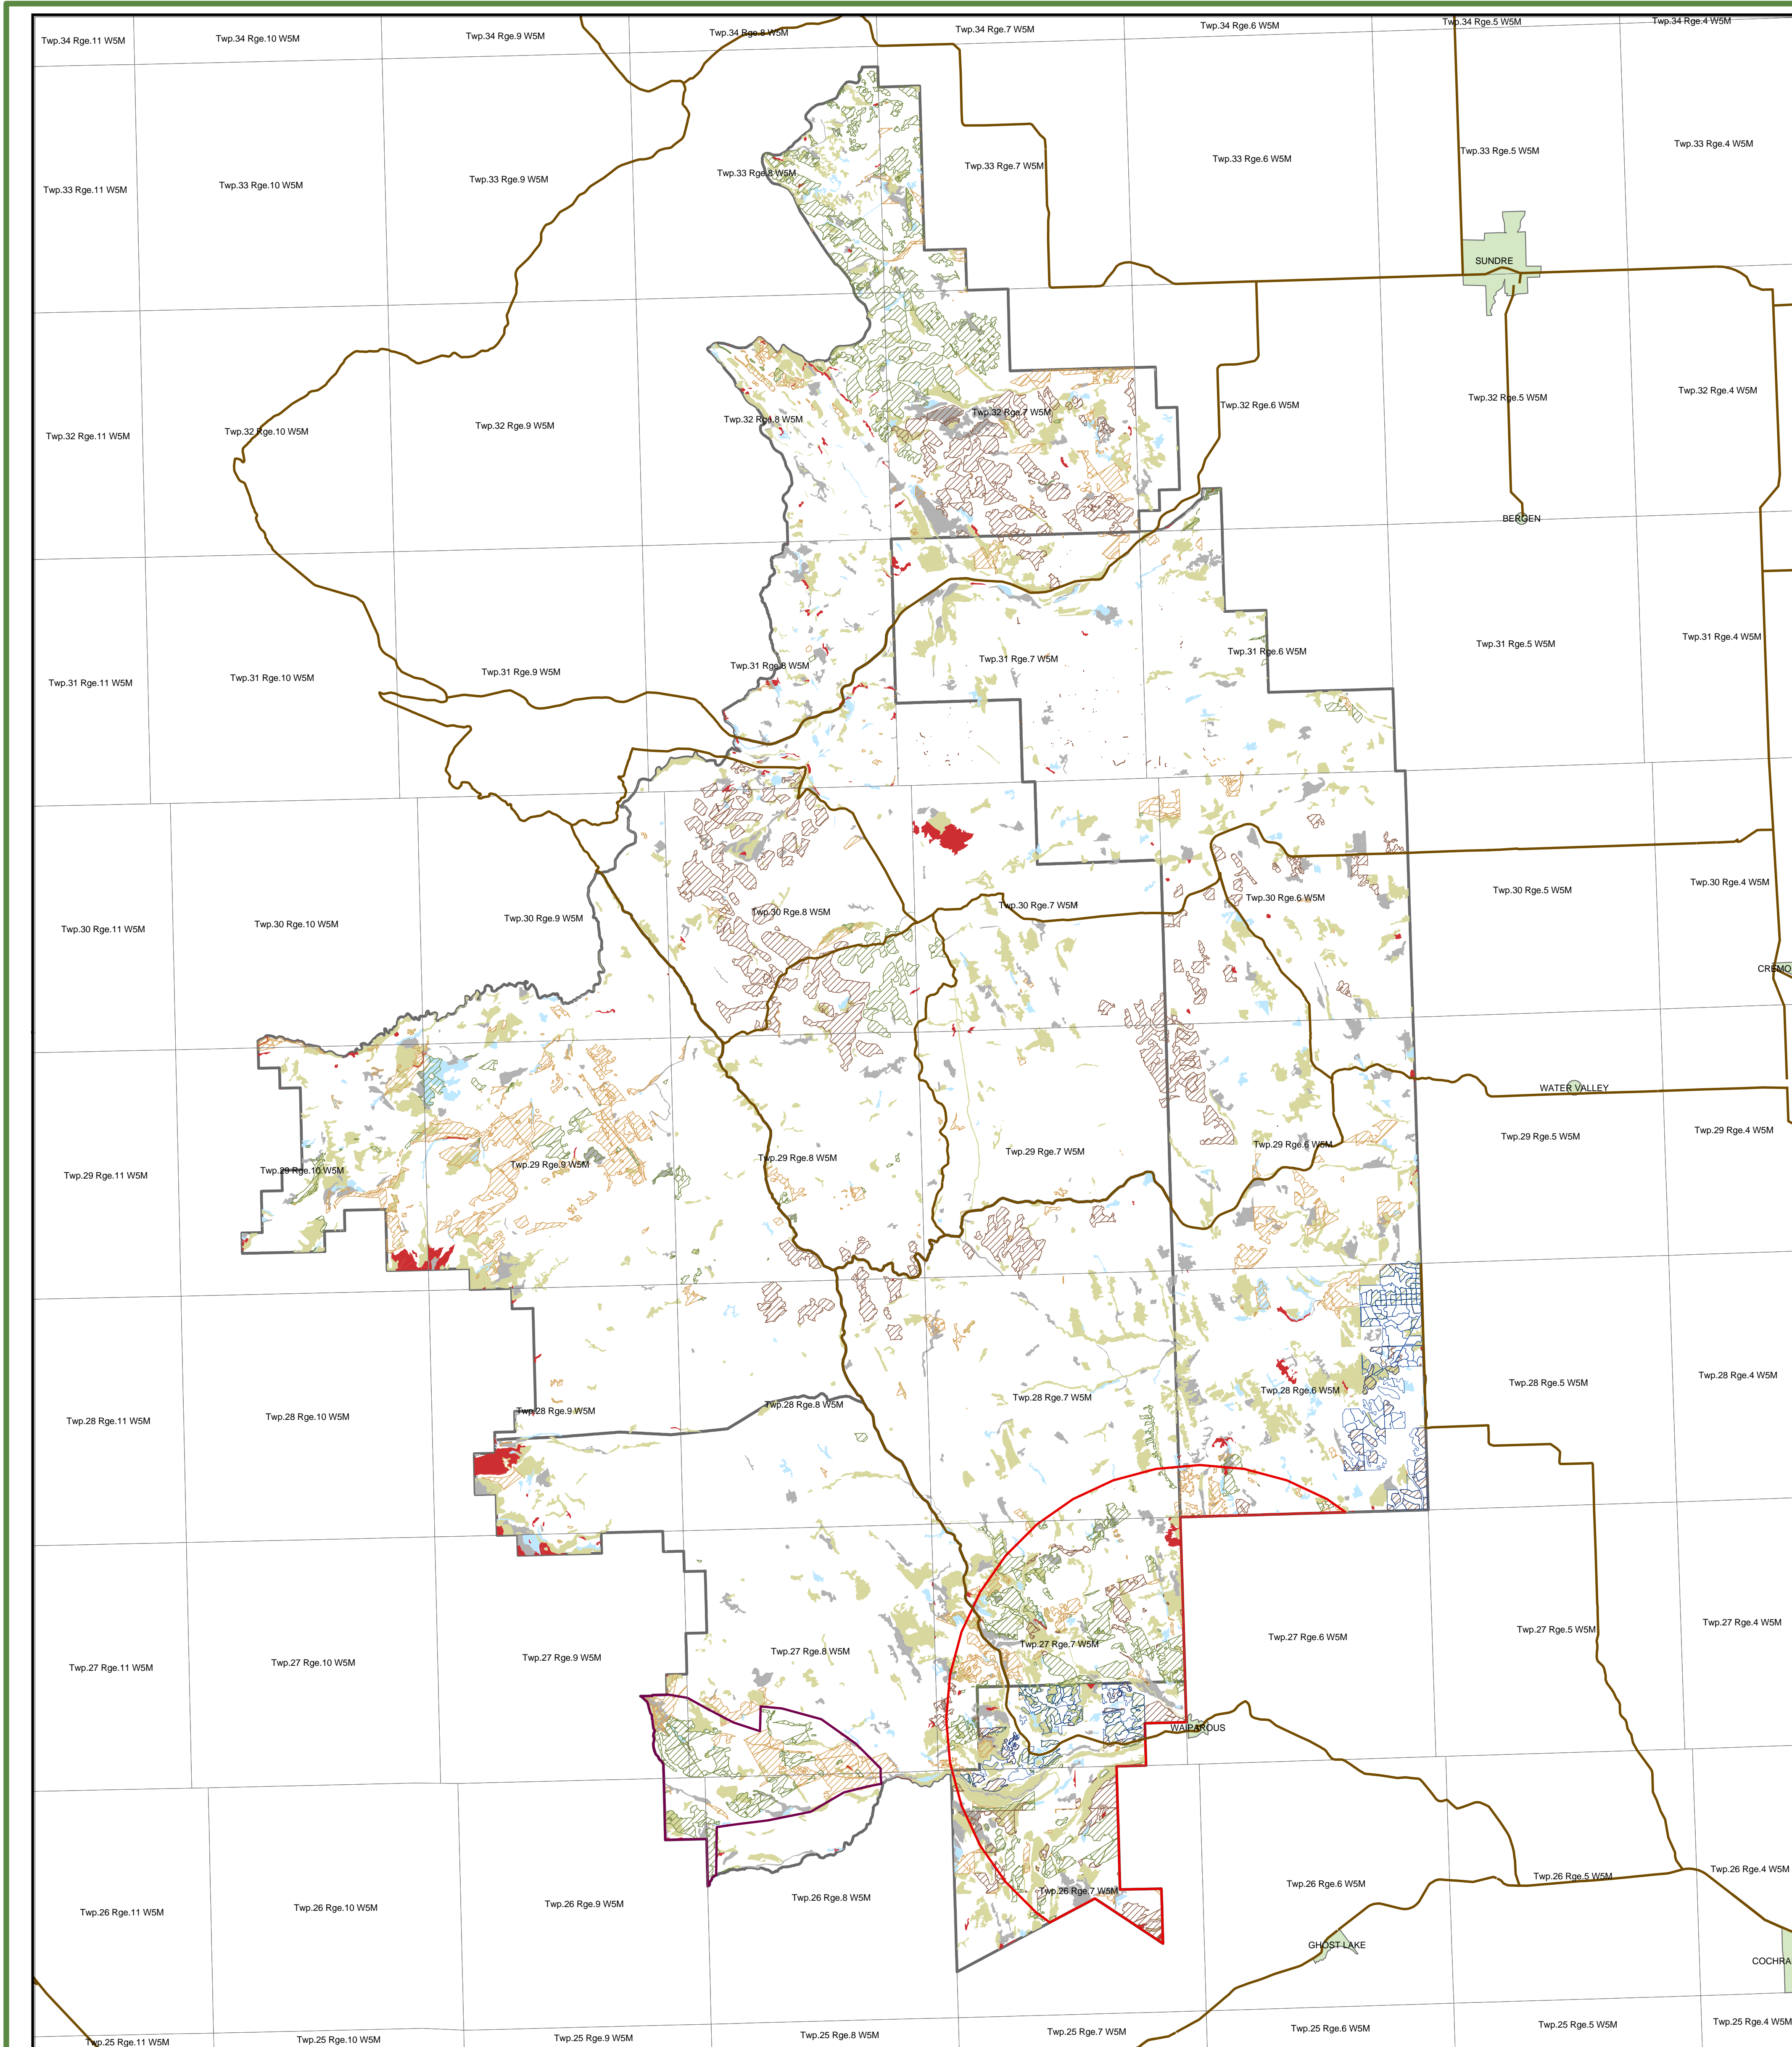 Twp.34 Rge.11 W5M
Twp.34 Rge.10 W5M
Twp.34 Rge.9 W5M
Twp.34 Rge.8 W5M
Twp.34 Rge.7 W5M
Twp.34 Rge.6 W5M
Twp.34 Rge.5 W5M
Twp.34 Rge.4 W5M
Twp.33 Rge.11 W5M
Twp.33 Rge.10 W5M
Twp.33 Rge.9 W5M
Twp.33 Rge.8 W5M
Twp.33 Rge.7 W5M
Twp.33 Rge.6 W5M
Twp.33 Rge.5 W5M
Twp.33 Rge.4 W5M
SUNDRE
Twp.32 Rge.11 W5M
Twp.32 Rge.10 W5M
Twp.32 Rge.9 W5M
Twp.32 Rge.8 W5M
Twp.32 Rge.7 W5M
Twp.32 Rge.6 W5M
Twp.32 Rge.5 W5M
Twp.32 Rge.4 W5M
BERGEN
Twp.31 Rge.11 W5M
Twp.31 Rge.10 W5M
Twp.31 Rge.9 W5M
Twp.31 Rge.8 W5M
Twp.31 Rge.7 W5M
Twp.31 Rge.6 W5M
Twp.31 Rge.5 W5M
Twp.31 Rge.4 W5M
Twp.30 Rge.11 W5M
Twp.30 Rge.10 W5M
Twp.30 Rge.9 W5M
Twp.30 Rge.8 W5M
Twp.30 Rge.7 W5M
Twp.30 Rge.6 W5M
Twp.30 Rge.5 W5M
Twp.30 Rge.4 W5M
CREMO
WATER VALLEY
Twp.29 Rge.11 W5M
Twp.29 Rge.10 W5M
Twp.29 Rge.9 W5M
Twp.29 Rge.8 W5M
Twp.29 Rge.7 W5M
Twp.29 Rge.6 W5M
Twp.29 Rge.5 W5M
Twp.29 Rge.4 W5M
Twp.28 Rge.11 W5M
Twp.28 Rge.10 W5M
Twp.28 Rge.9 W5M
Twp.28 Rge.8 W5M
Twp.28 Rge.7 W5M
Twp.28 Rge.6 W5M
Twp.28 Rge.5 W5M
Twp.28 Rge.4 W5M
Twp.27 Rge.11 W5M
Twp.27 Rge.10 W5M
Twp.27 Rge.9 W5M
Twp.27 Rge.8 W5M
Twp.27 Rge.7 W5M
Twp.27 Rge.6 W5M
Twp.27 Rge.5 W5M
Twp.27 Rge.4 W5M
WAIPAROUS
Twp.26 Rge.11 W5M
Twp.26 Rge.10 W5M
Twp.26 Rge.9 W5M
Twp.26 Rge.8 W5M
Twp.26 Rge.7 W5M
Twp.26 Rge.6 W5M
Twp.26 Rge.5 W5M
Twp.26 Rge.4 W5M
GHOST LAKE
COCHRA
Twp.25 Rge.11 W5M
Twp.25 Rge.10 W5M
Twp.25 Rge.9 W5M
Twp.25 Rge.8 W5M
Twp.25 Rge.7 W5M
Twp.25 Rge.6 W5M
Twp.25 Rge.5 W5M
Twp.25 Rge.4 W5M